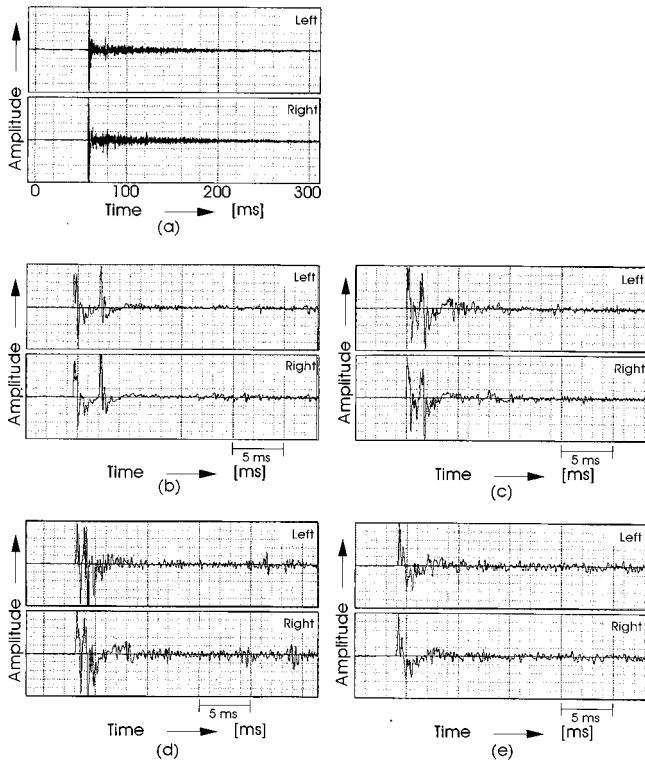 Left
Right
Amplitude
0 100 200 300
Time [ms]
(a)
Left
Right
Amplitude
5 ms
Time [ms]
(b)
Left
Right
Amplitude
5 ms
Time [ms]
(c)
Left
Right
Amplitude
5 ms
Time [ms]
(d)
Left
Right
Amplitude
5 ms
Time [ms]
(e)